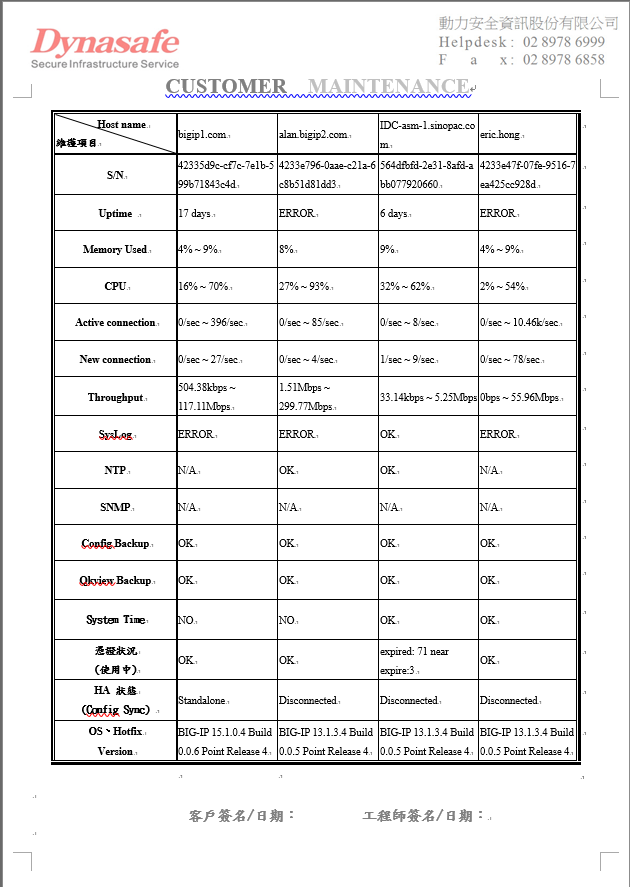 Dynasafe
Secure Infrastructure Service
動力安全資訊股份有限公司
Helpdesk: 02 8978 6999
F a x: 02 8978 6858
CUSTOMER MAINTENANCE
Host name
維護項目
bigip1.com
alan.bigip2.com
IDC-asm-1.sinopac.co
m
eric.hong
S/N
42335d9c-cf7c-7e1b-5
99b71843c4d
4233e796-0aae-c21a-6
c8b51d81dd3
564dfbfd-2e31-8afd-a
bb077920660
4233e47f-07fe-9516-7
ea425cc928d
Uptime 17 days ERROR 6 days ERROR
Memory Used 4% ~ 9% 8% 9% 4% ~ 9%
CPU 16% ~ 70% 27% ~ 93% 32% ~ 62% 2% ~ 54%
Active connection 0/sec ~ 396/sec 0/sec ~ 85/sec 0/sec ~ 8/sec 0/sec ~ 10.46k/sec
New connection 0/sec ~ 27/sec 0/sec ~ 4/sec 1/sec ~ 9/sec 0/sec ~ 78/sec
Throughput
504.38kbps ~
117.11Mbps
1.51Mbps ~
299.77Mbps
33.14kbps ~ 5.25Mbps
0bps ~ 55.96Mbps
SysLog ERROR ERROR OK ERROR
NTP N/A OK OK N/A
SNMP N/A N/A N/A N/A
Config Backup OK OK OK OK
Qkview Backup OK OK OK OK
System Time NO NO OK OK
憑證狀況
(使用中)
OK
OK
expired: 71 near
expire:3
OK
HA 狀態
(Config Sync)
Standalone
Disconnected
Disconnected
Disconnected
OS、Hotfix
Version
BIG-IP 15.1.0.4 Build
0.0.6 Point Release 4
BIG-IP 13.1.3.4 Build
0.0.5 Point Release 4
BIG-IP 13.1.3.4 Build
0.0.5 Point Release 4
BIG-IP 13.1.3.4 Build
0.0.5 Point Release 4
客戶簽名/日期： 工程師簽名/日期：